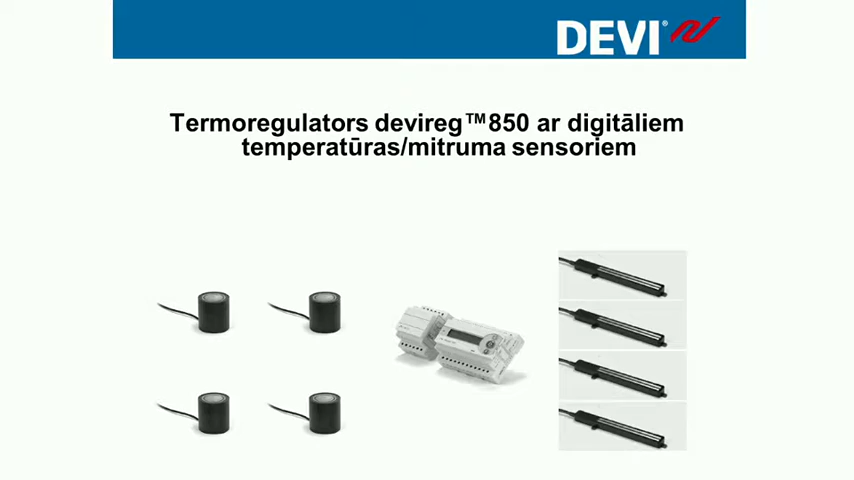 DEVI®
Termoregulators devireg™850 ar digitāliem
temperatūras/mitruma sensoriem